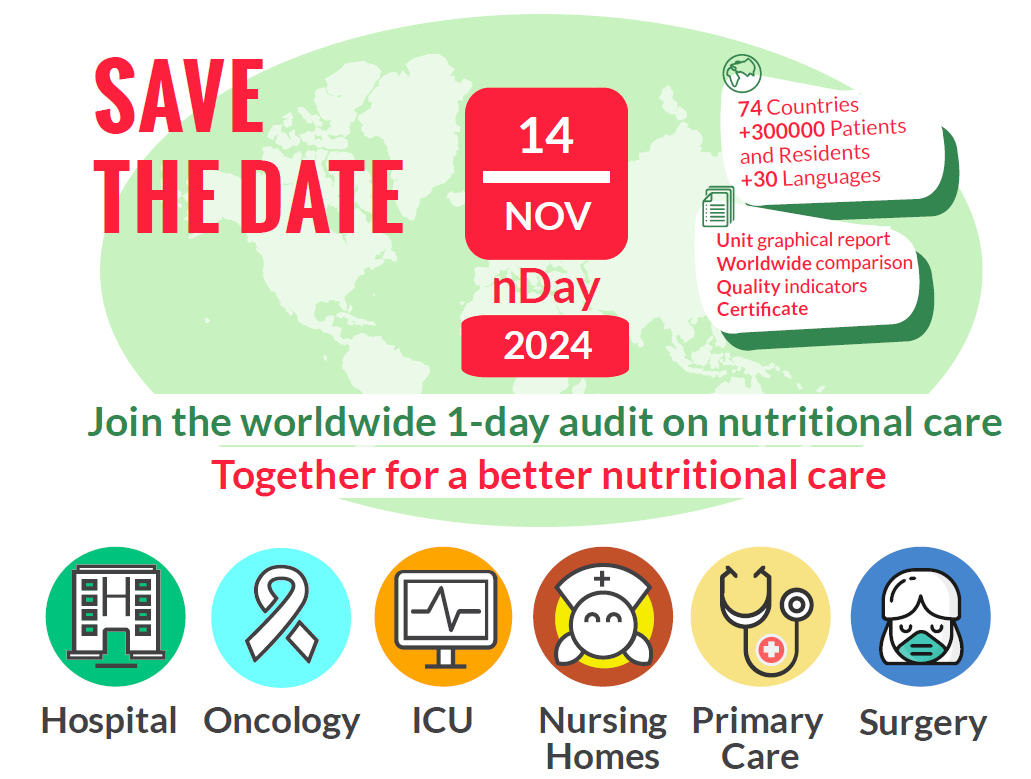 SAVE
THE DATE
14
NOV
nDay
2024
74 Countries
+300000 Patients
and Residents
+30 Languages
Unit graphical report
Worldwide comparison
Quality indicators
Certificate
Join the worldwide 1-day audit on nutritional care
Together for a better nutritional care
Hospital
Oncology
ICU
Nursing
Homes
Primary
Care
Surgery